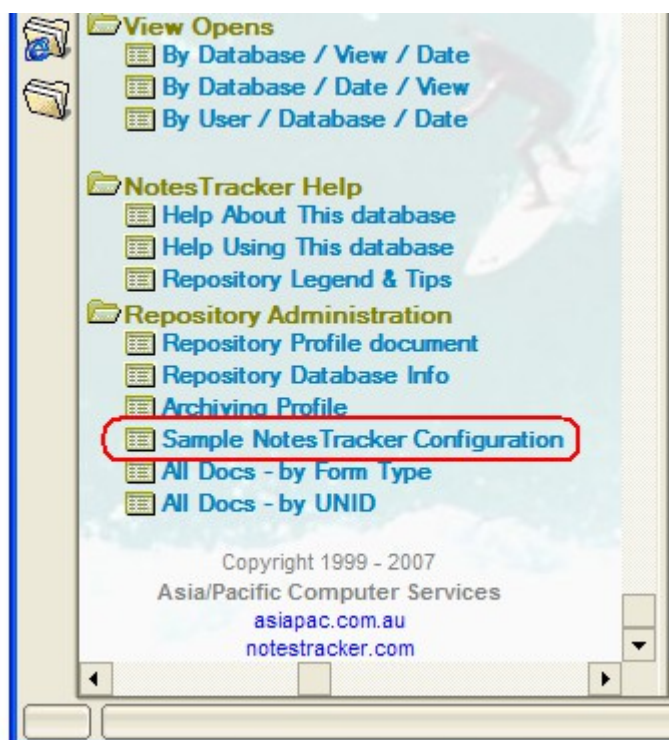 View Opens
By Database / View / Date
By Database / Date / View
By User / Database / Date
NotesTracker Help
Help About This database
Help Using This database
Repository Legend & Tips
Repository Administration
Repository Profile document
Repository Database Info
Archiving Profile
Sample NotesTracker Configuration
All Docs - by Form Type
All Docs - by UNID
Copyright 1999 - 2007
Asia/Pacific Computer Services
asiapac.com.au
notestracker.com